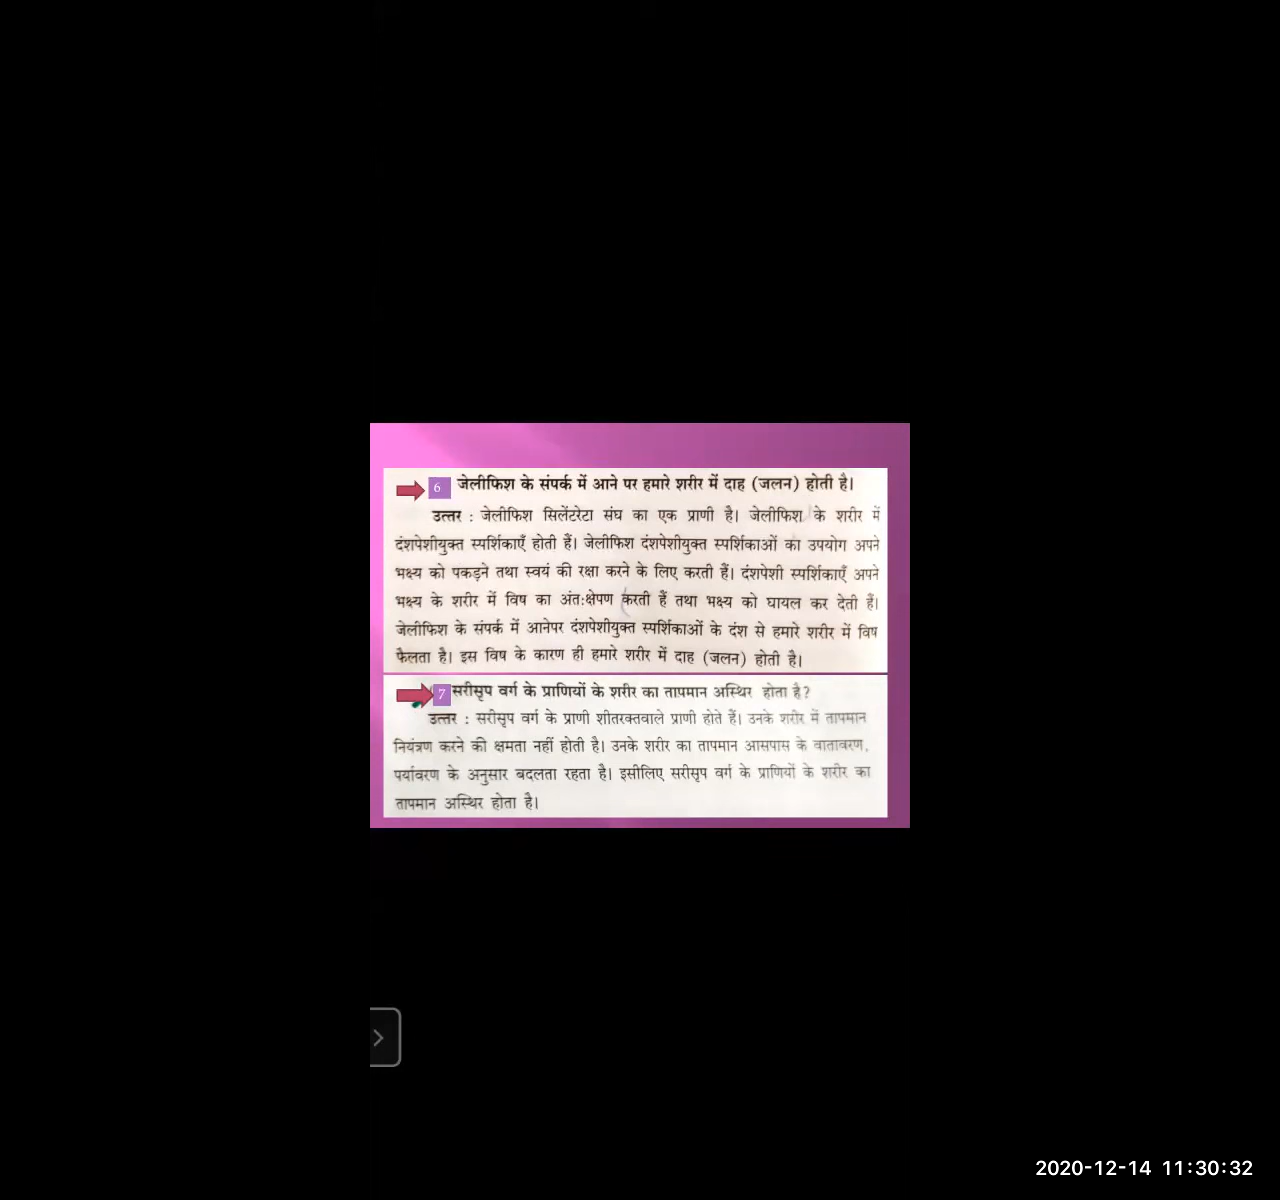 6 जेलीफिश के संपर्क में आने पर हमारे शरीर में दाह (जलन) होती है।
उत्तर : जेलीफिश सिलेंटरेटा संघ का एक प्राणी है। जेलीफिश के शरीर में
दंशपेशीयुक्त स्पर्शिकाएँ होती हैं। जेलीफिश दंशपेशीयुक्त स्पर्शिकाओं का उपयोग अपने
भक्ष्य को पकड़ने तथा स्वयं की रक्षा करने के लिए करती हैं। दंशपेशी स्पर्शिकाएँ अपने
भक्ष्य के शरीर में विष का अंतःक्षेपण करती हैं तथा भक्ष्य को घायल कर देती हैं।
जेलीफिश के संपर्क में आनेपर दंशपेशीयुक्त स्पर्शिकाओं के दंश से हमारे शरीर में विष
फैलता है। इस विष के कारण ही हमारे शरीर में दाह (जलन) होती है।
7 सरीसृप वर्ग के प्राणियों के शरीर का तापमान अस्थिर होता है?
उत्तर : सरीसृप वर्ग के प्राणी शीतरक्तवाले प्राणी होते हैं। उनके शरीर में तापमान
नियंत्रण करने की क्षमता नहीं होती है। उनके शरीर का तापमान आसपास के वातावरण,
पर्यावरण के अनुसार बदलता रहता है। इसीलिए सरीसृप वर्ग के प्राणियों के शरीर का
तापमान अस्थिर होता है।
2020-12-14 11:30:32